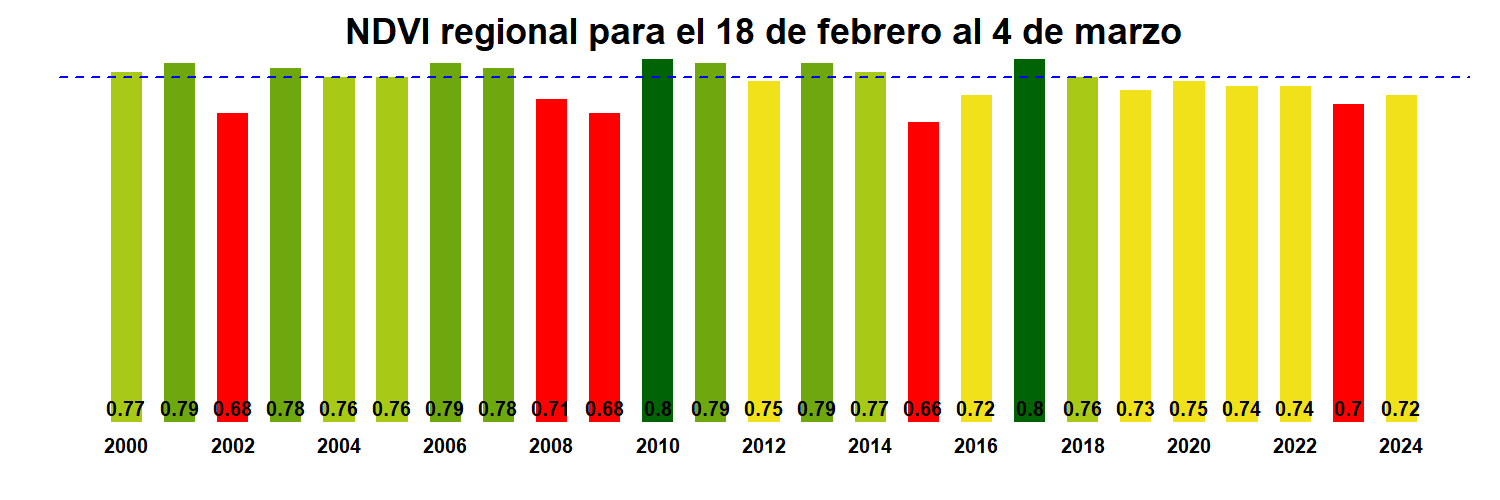 NDVI regional para el 18 de febrero al 4 de marzo
0.77 0.79 0.68 0.78 0.76 0.76 0.79 0.78 0.71 0.68 0.8 0.79 0.75 0.79 0.77 0.66 0.72 0.8 0.76 0.73 0.75 0.74 0.74 0.7 0.72
2000 2002 2004 2006 2008 2010 2012 2014 2016 2018 2020 2022 2024